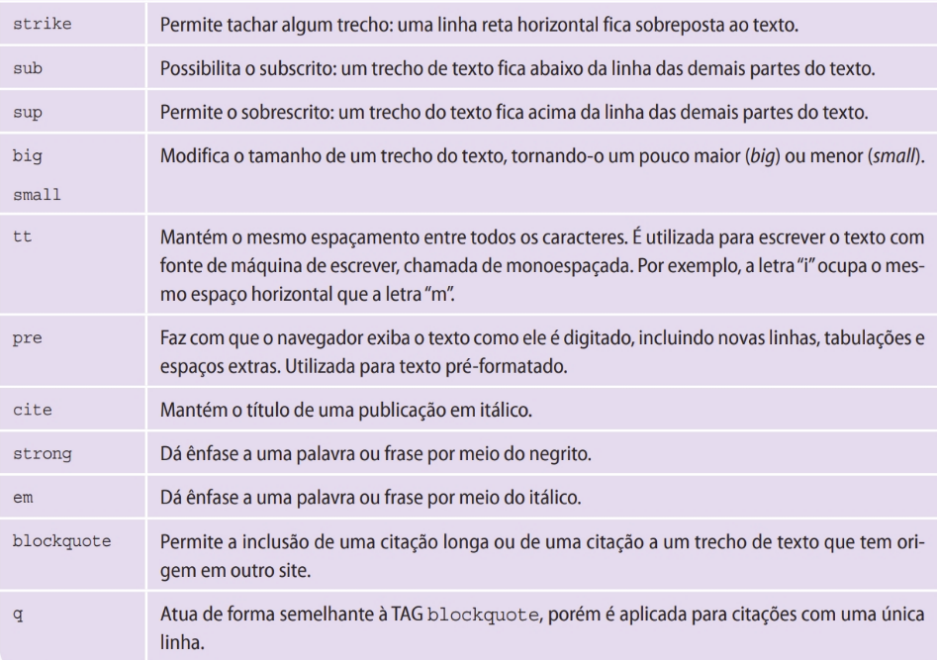 strike Permite tachar algum trecho: uma linha reta horizontal fica sobreposta ao texto.
sub Possibilita o subscrito: um trecho de texto fica abaixo da linha das demais partes do texto.
sup Permite o sobrescrito: um trecho do texto fica acima da linha das demais partes do texto.
big Modifica o tamanho de um trecho do texto, tornando-o um pouco maior (big) ou menor (small).
small
tt Mantém o mesmo espaçamento entre todos os caracteres. É utilizada para escrever o texto com
fonte de máquina de escrever, chamada de monoespaçada. Por exemplo, a letra “i” ocupa o mes-
mo espaço horizontal que a letra “m”.
pre Faz com que o navegador exiba o texto como ele é digitado, incluindo novas linhas, tabulações e
espaços extras. Utilizada para texto pré-formatado.
cite Mantém o título de uma publicação em itálico.
strong Dá ênfase a uma palavra ou frase por meio do negrito.
em Dá ênfase a uma palavra ou frase por meio do itálico.
blockquote Permite a inclusão de uma citação longa ou de uma citação a um trecho de texto que tem ori-
gem em outro site.
q Atua de forma semelhante à TAG blockquote, porém é aplicada para citações com uma única
linha.